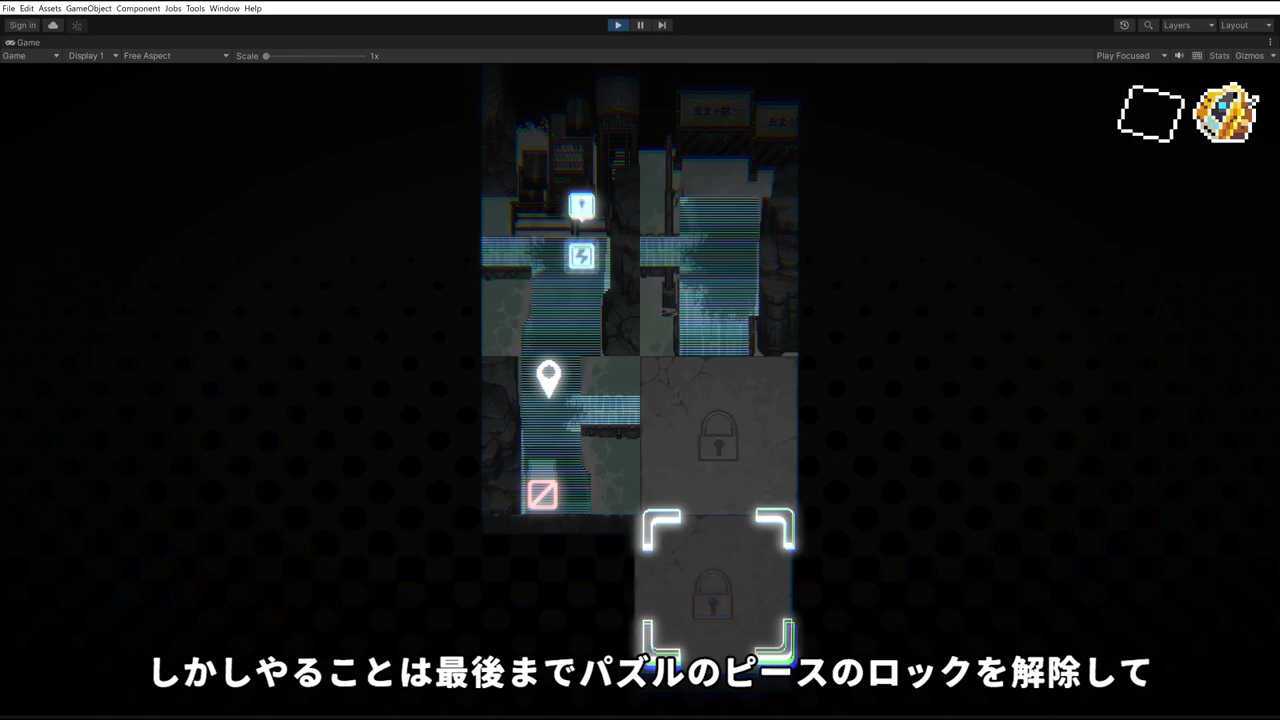 File Edit Assets GameObject Component Jobs Tools Window Help
Sign in Layers Layout
Game
Game Display 1 Free Aspect Scale 1x Play Focused Stats Gizmos
しかしやることは最後までパズルのピースのロックを解除して